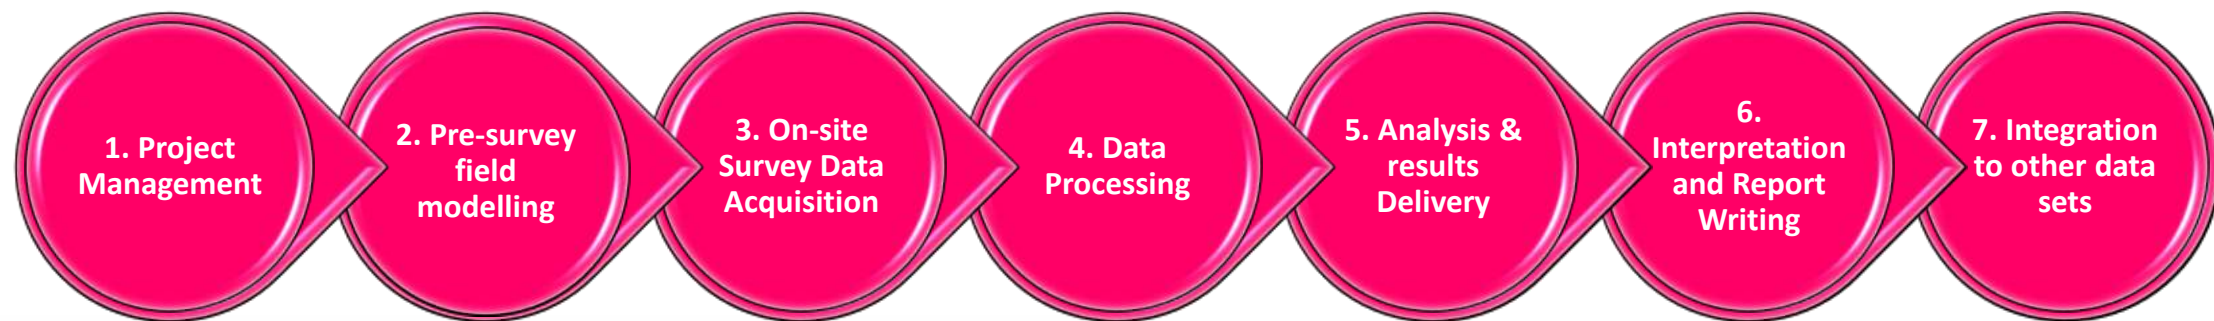 1. Project
Management
2. Pre-survey
field
modelling
3. On-site
Survey Data
Acquisition
4. Data
Processing
5. Analysis &
results
Delivery
6.
Interpretation
and Report
Writing
7. Integration
to other data
sets